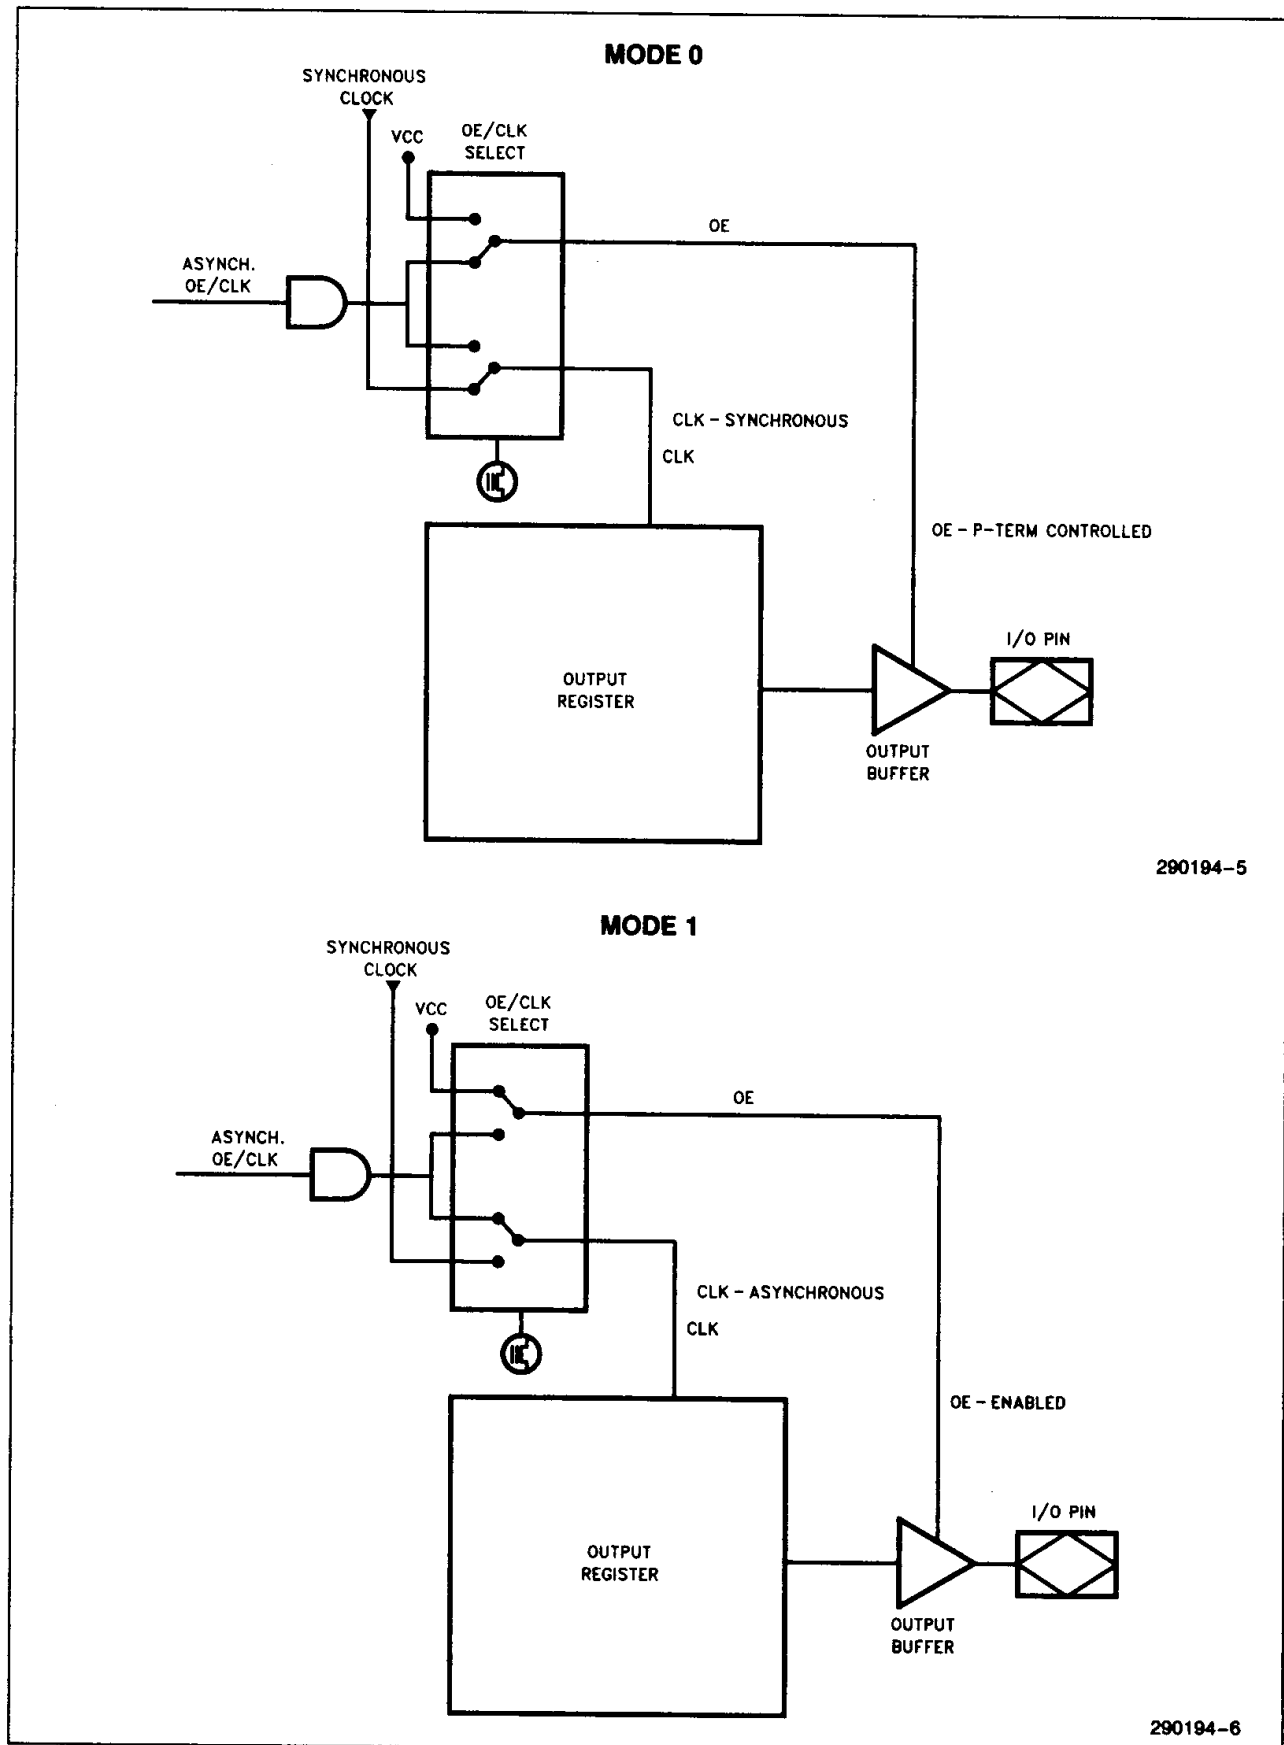 MODE 0
SYNCHRONOUS
CLOCK
VCC
OE/CLK
SELECT
OE
ASYNCH.
OE/CLK
CLK - SYNCHRONOUS
CLK
OE - P-TERM CONTROLLED
I/O PIN
OUTPUT
REGISTER
OUTPUT
BUFFER
290194-5
MODE 1
SYNCHRONOUS
CLOCK
VCC
OE/CLK
SELECT
OE
ASYNCH.
OE/CLK
CLK - ASYNCHRONOUS
CLK
OE - ENABLED
I/O PIN
OUTPUT
REGISTER
OUTPUT
BUFFER
290194-6